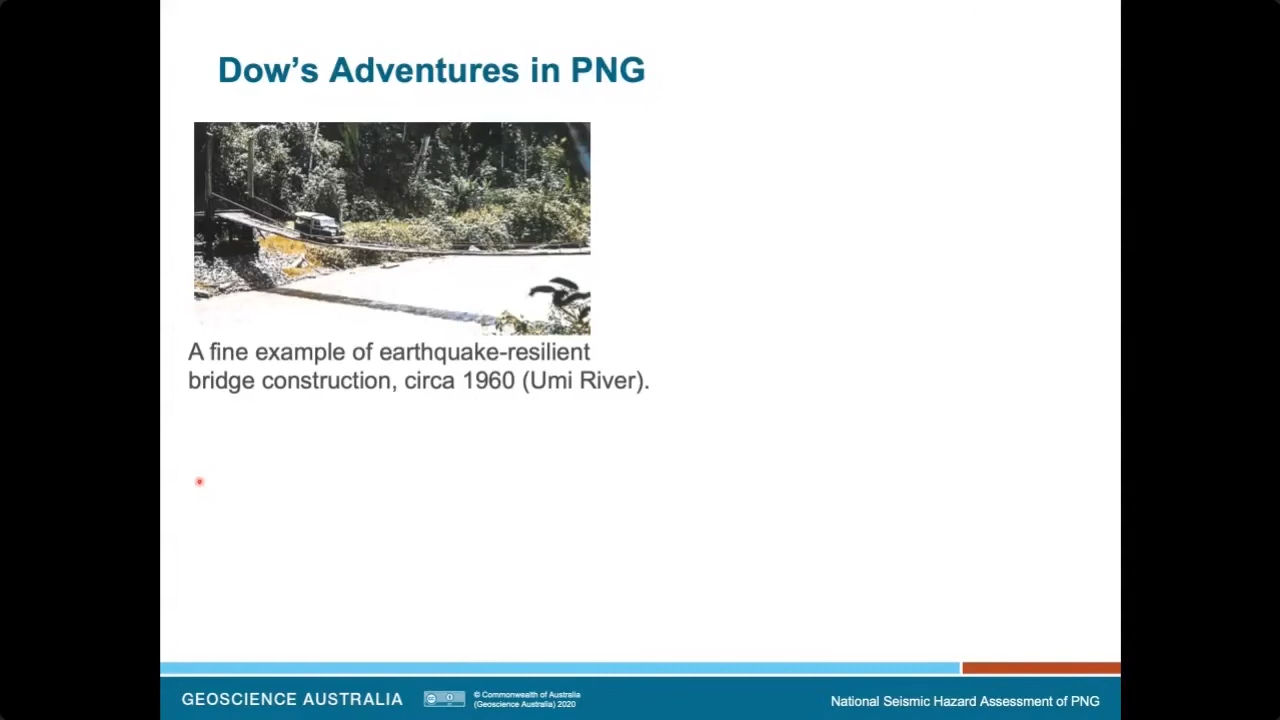 Dow's Adventures in PNG
A fine example of earthquake-resilient
bridge construction, circa 1960 (Umi River).
GEOSCIENCE AUSTRALIA
© Commonwealth of Australia
(Geoscience Australia) 2020
National Seismic Hazard Assessment of PNG